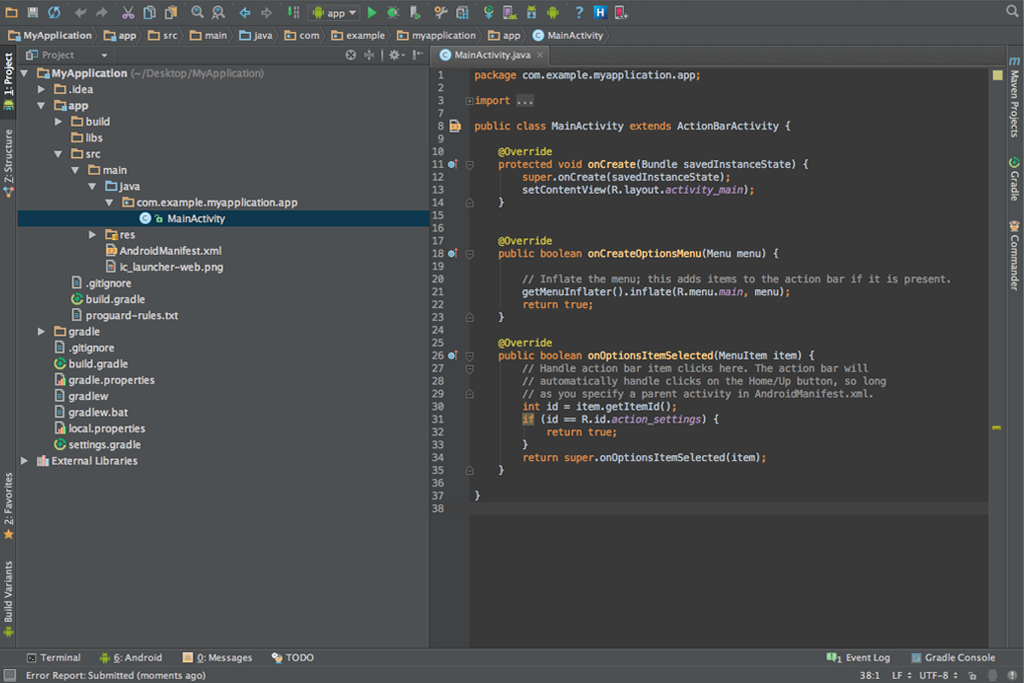 app
MyApplication app src main java com example myapplication app MainActivity
Project
MainActivity.java
1: Project
Z: Structure
2: Favorites
Build Variants
MyApplication (~/Desktop/MyApplication)
.idea
app
build
libs
src
main
java
com.example.myapplication.app
MainActivity
res
AndroidManifest.xml
ic_launcher-web.png
.gitignore
build.gradle
proguard-rules.txt
gradle
.gitignore
build.gradle
gradle.properties
gradlew
gradlew.bat
local.properties
settings.gradle
External Libraries
1 package com.example.myapplication.app;
2
3 import ...
7
8 public class MainActivity extends ActionBarActivity {
9
10 @Override
11 protected void onCreate(Bundle savedInstanceState) {
12 super.onCreate(savedInstanceState);
13 setContentView(R.layout.activity_main);
14 }
15
16
17 @Override
18 public boolean onCreateOptionsMenu(Menu menu) {
19
20 // Inflate the menu; this adds items to the action bar if it is present.
21 getMenuInflater().inflate(R.menu.main, menu);
22 return true;
23 }
24
25 @Override
26 public boolean onOptionsItemSelected(MenuItem item) {
27 // Handle action bar item clicks here. The action bar will
28 // automatically handle clicks on the Home/Up button, so long
29 // as you specify a parent activity in AndroidManifest.xml.
30 int id = item.getItemId();
31 if (id == R.id.action_settings) {
32 return true;
33 }
34 return super.onOptionsItemSelected(item);
35 }
36
37 }
38
m
Maven Projects
Gradle
Commander
Terminal 6: Android 0: Messages TODO
1 Event Log Gradle Console
Error Report: Submitted (moments ago)
38:1 LF UTF-8